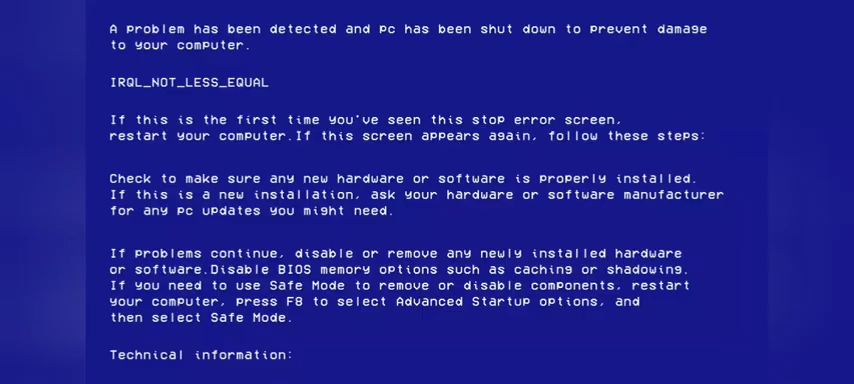 A problem has been detected and pc has been shut down to prevent damage
to your computer.
IRQL_NOT_LESS_EQUAL
If this is the first time you've seen this stop error screen,
restart your computer.If this screen appears again, follow these steps:
Check to make sure any new hardware or software is properly installed.
If this is a new installation, ask your hardware or software manufacturer
for any pc updates you might need.
If problems continue, disable or remove any newly installed hardware
or software.Disable BIOS memory options such as caching or shadowing.
If you need to use Safe Mode to remove or disable components, restart
your computer, press F8 to select Advanced Startup options, and
then select Safe Mode.
Technical information: